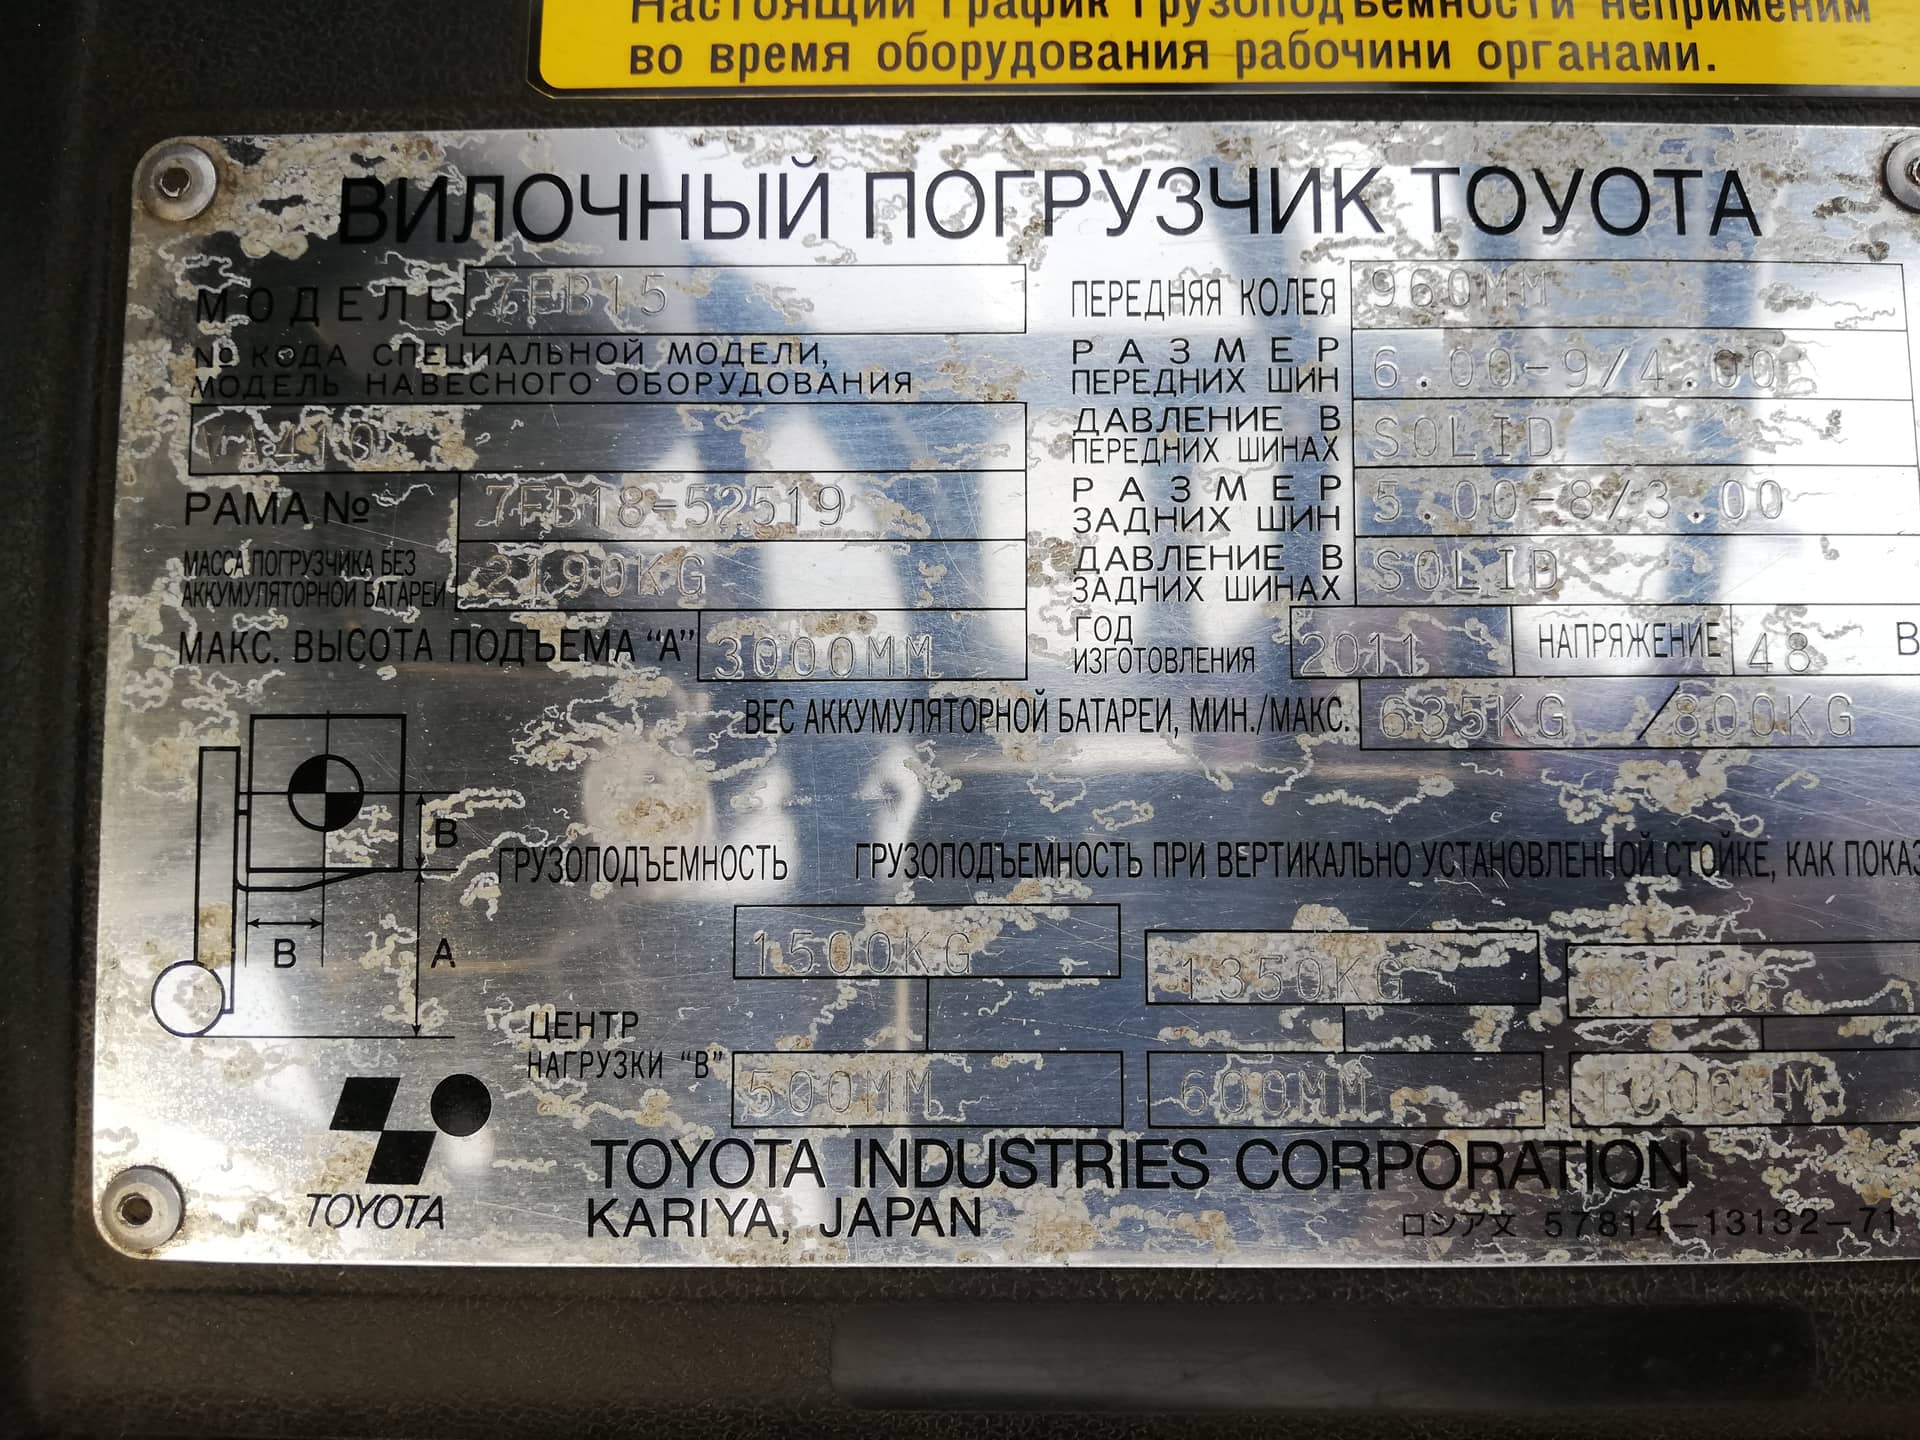 Настоящий график грузоподъемности неприменим
во время оборудования рабочини органами.
ВИЛОЧНЫЙ ПОГРУЗЧИК TOYOTA
МОДЕЛЬ 7FB15
№ КОДА СПЕЦИАЛЬНОЙ МОДЕЛИ,
МОДЕЛЬ НАВЕСНОГО ОБОРУДОВАНИЯ
РАМА № 7FB18-52519
МАССА ПОГРУЗЧИКА БЕЗ
АККУМУЛЯТОРНОЙ БАТАРЕИ 2190KG
МАКС. ВЫСОТА ПОДЪЕМА "А" 3000MM
ПЕРЕДНЯЯ КОЛЕЯ 960MM
РАЗМЕР
ПЕРЕДНИХ ШИН 6.00-9/4.00
ДАВЛЕНИЕ В
ПЕРЕДНИХ ШИНАХ SOLID
РАЗМЕР
ЗАДНИХ ШИН 5.00-8/3.00
ДАВЛЕНИЕ В
ЗАДНИХ ШИНАХ SOLID
ГОД
ИЗГОТОВЛЕНИЯ 2011 НАПРЯЖЕНИЕ 48 В
ВЕС АККУМУЛЯТОРНОЙ БАТАРЕИ, МИН./МАКС. 635KG /800KG
B
B
A
ГРУЗОПОДЪЕМНОСТЬ ГРУЗОПОДЪЕМНОСТЬ ПРИ ВЕРТИКАЛЬНО УСТАНОВЛЕННОЙ СТОЙКЕ, КАК ПОКАЗ
1500KG 1350KG
ЦЕНТР
НАГРУЗКИ "В" 500MM 600MM 1000MM
TOYOTA
TOYOTA INDUSTRIES CORPORATION
KARIYA, JAPAN
ロシア文 57814-13132-71